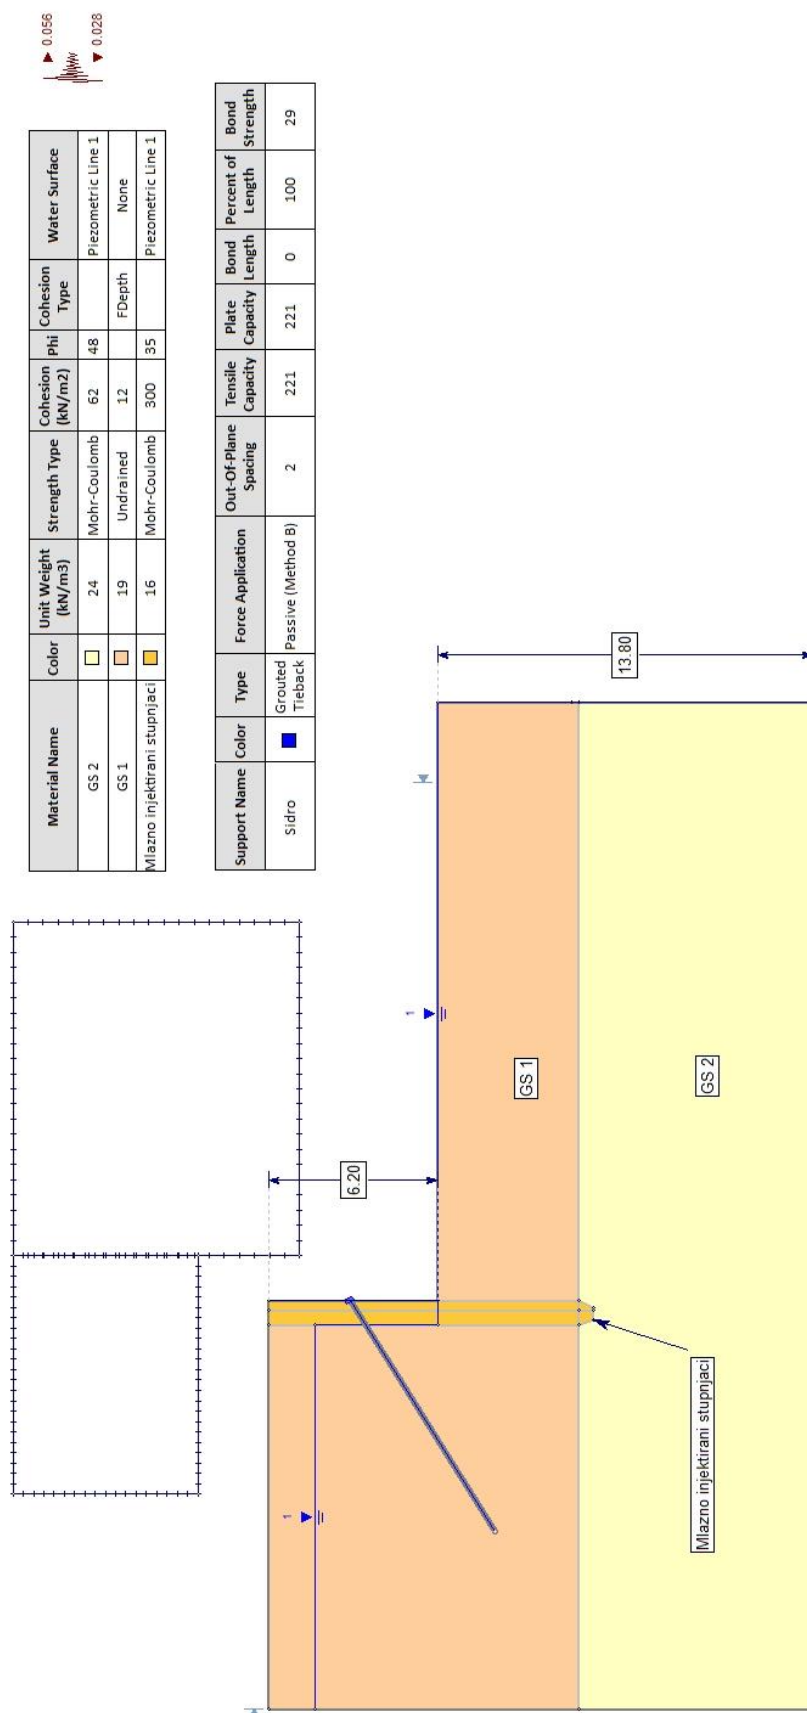 0.056
0.028
Material Name Color Unit Weight (kN/m3) Strength Type Cohesion (kN/m2) Phi Cohesion Type Water Surface
GS 2 24 Mohr-Coulomb 62 48 Piezometric Line 1
GS 1 19 Undrained 12 FDepth None
Mlazno injektirani stupnjaci 16 Mohr-Coulomb 300 35 Piezometric Line 1
Support Name Color Type Force Application Out-Of-Plane Spacing Tensile Capacity Plate Capacity Bond Length Percent of Length Bond Strength
Sidro Grouted Tieback Passive (Method B) 2 221 221 0 100 29
6.20
1
1
13.80
GS 1
GS 2
Mlazno injektirani stupnjaci